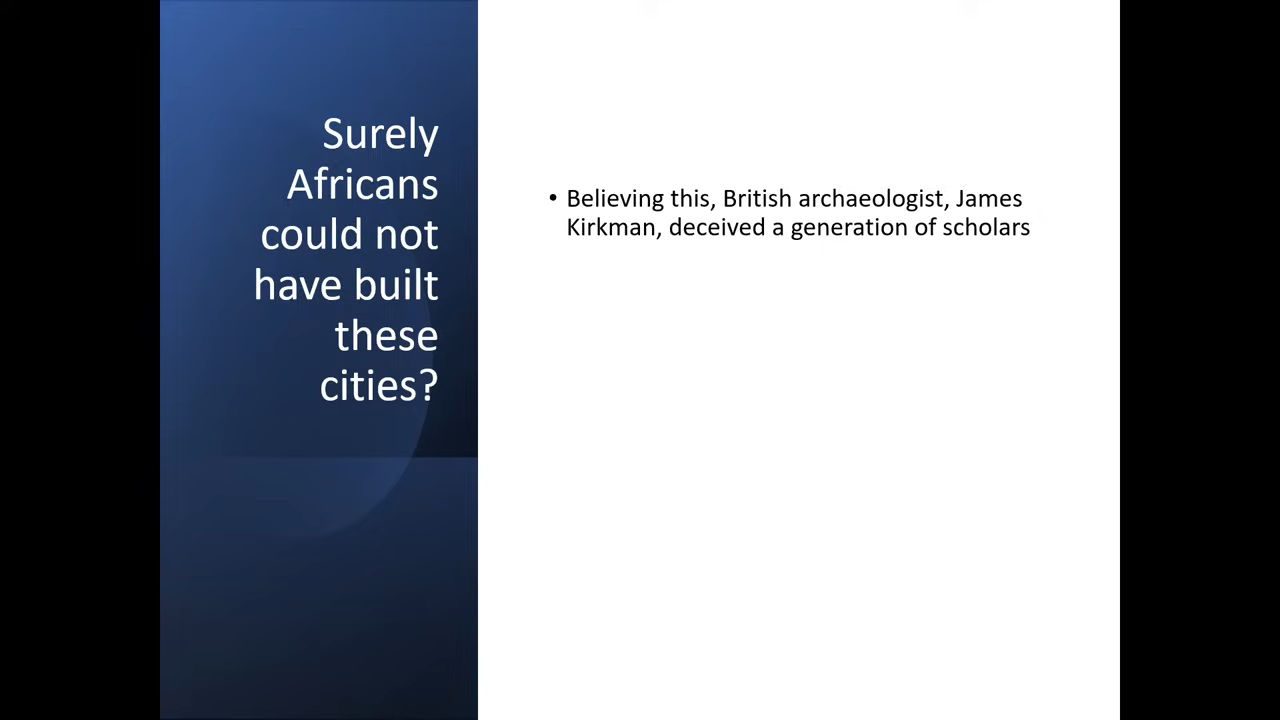 Surely
Africans
could not
have built
these
cities?
• Believing this, British archaeologist, James
Kirkman, deceived a generation of scholars